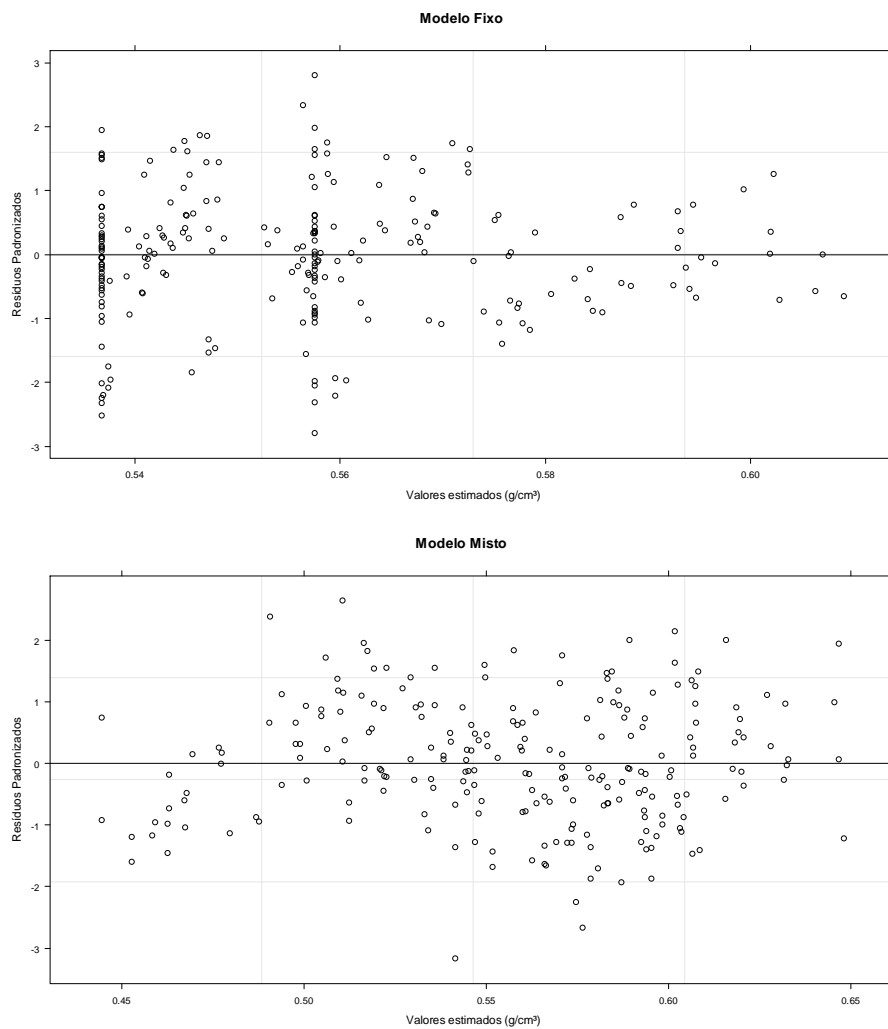 Modelo Fixo
3
2
1
0
-1
-2
-3
Resíduos Padronizados
0.54 0.56 0.58 0.60
Valores estimados (g/cm³)
Modelo Misto
2
1
0
-1
-2
-3
Resíduos Padronizados
0.45 0.50 0.55 0.60 0.65
Valores estimados (g/cm³)